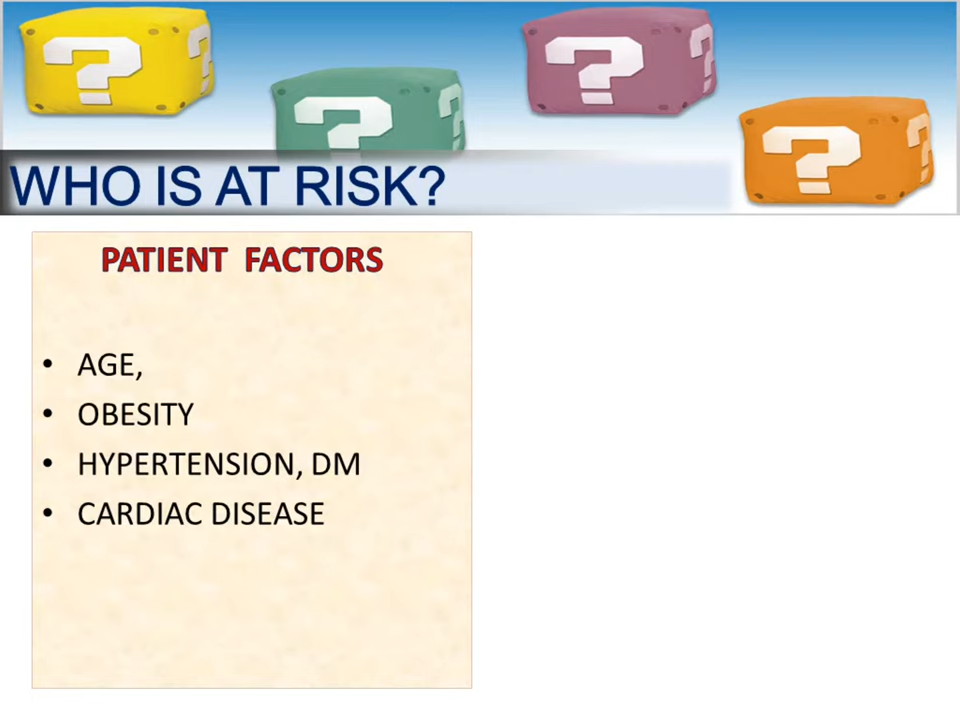 WHO IS AT RISK?
PATIENT FACTORS
• AGE,
• OBESITY
• HYPERTENSION, DM
• CARDIAC DISEASE